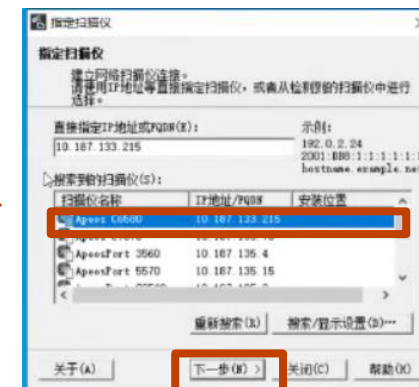 指定扫描仪
指定扫描仪
建立网络扫描仪连接。
请使用IP地址等直接指定扫描仪，或者从检测到的扫描仪中进行
选择。
直接指定IP地址或FQDN(E):
示例:
10.187.133.215
192.0.2.24
2001:DB8:1:1:1:1:1:
hostname.example.net
搜索到的扫描仪(S):
扫描仪名称 IP地址/FQDN 安装位置
Apeos C6580 10.187.133.215
ApeosPort 3560 10.187.135.4
ApeosPort 5570 10.187.135.15
重新搜索(A) 搜索/显示设置(D)...
关于(A) 下一步(N) > 关闭(C) 帮助(H)